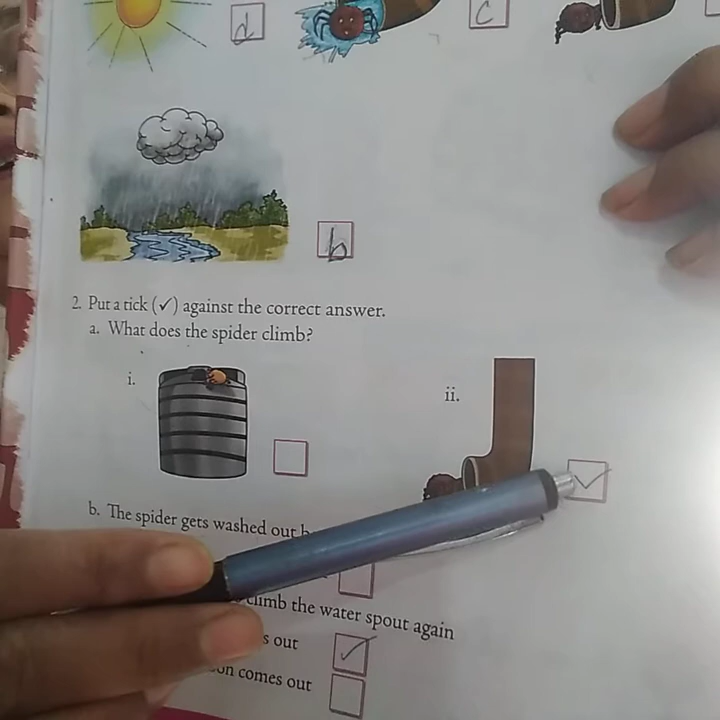 d
c
b
2. Put a tick (✓) against the correct answer.
a. What does the spider climb?
i.
ii.
✓
b. The spider gets washed out
climb the water spout again
s out
✓
comes out